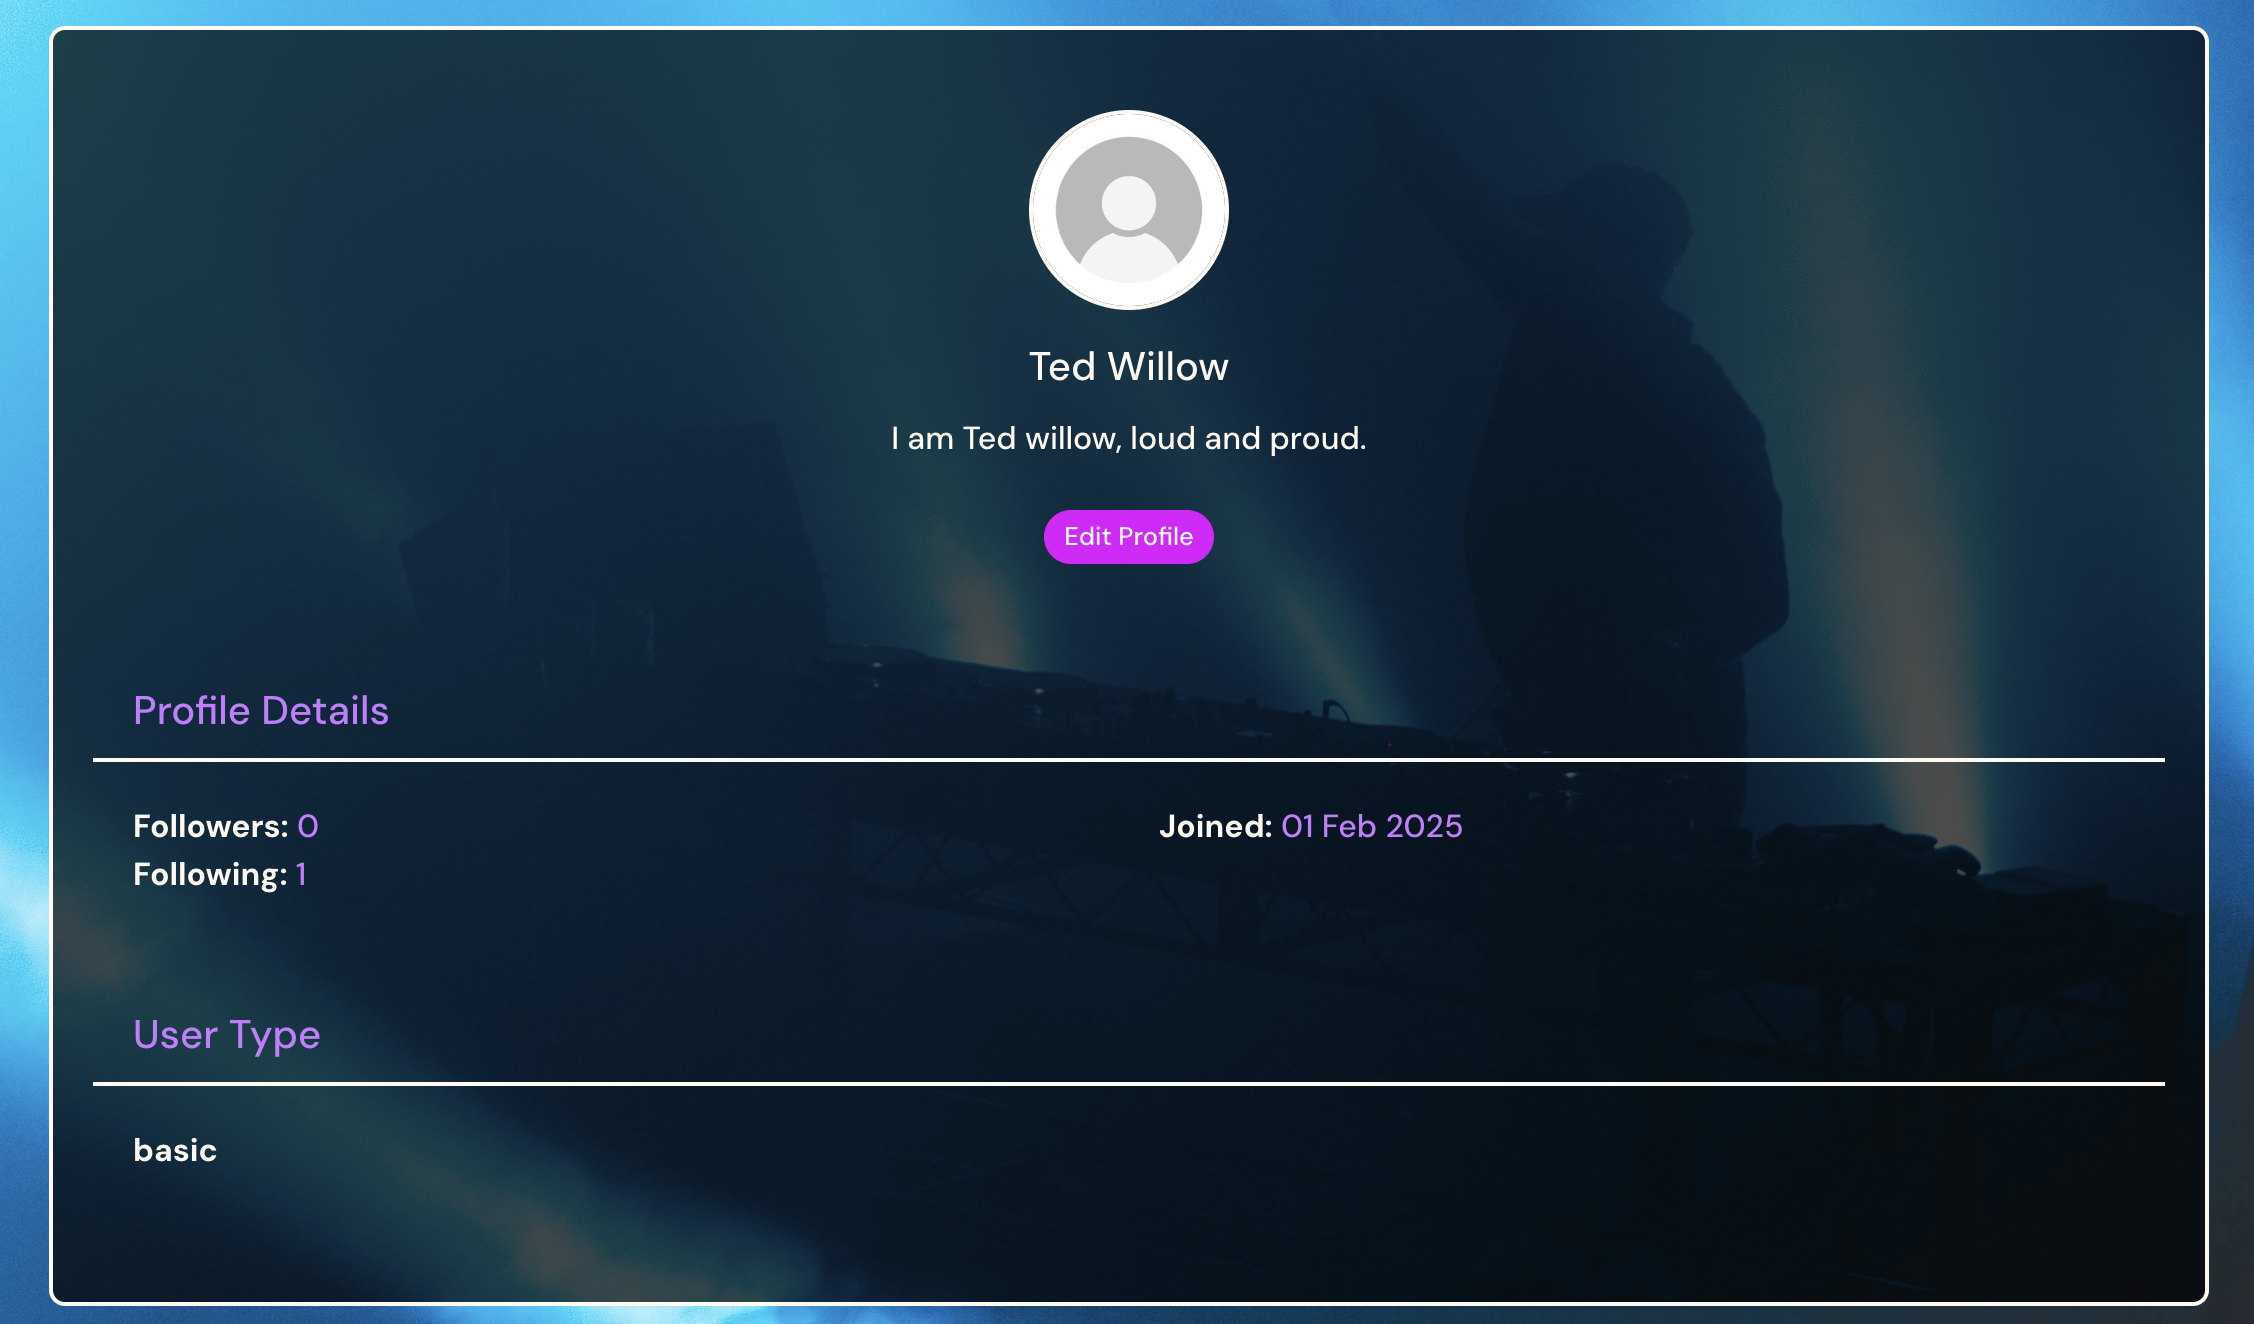 Ted Willow
I am Ted willow, loud and proud.
Edit Profile
Profile Details
Followers: 0
Following: 1
Joined: 01 Feb 2025
User Type
basic